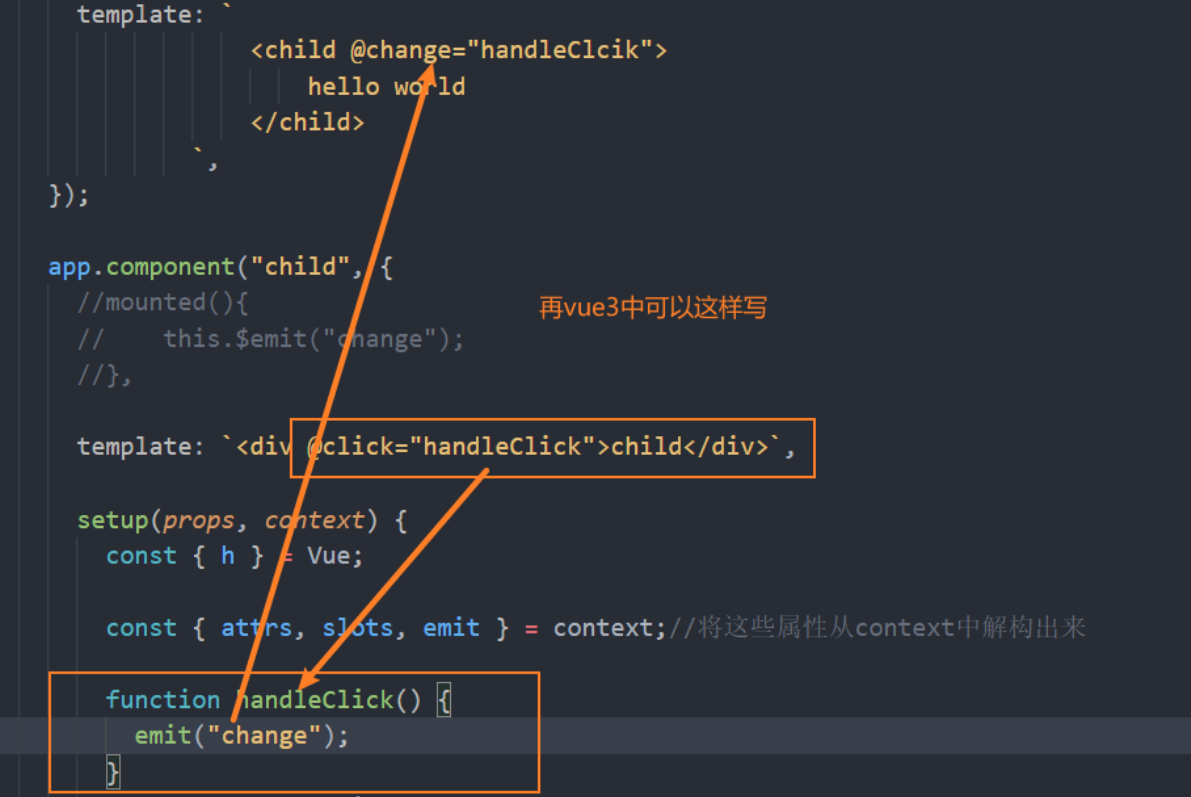 template: `
<child @change="handleClcik">
hello world
</child>
`,
});
app.component("child", {
//mounted(){
再vue3中可以这样写
// this.$emit("change");
//},
template: `<div @click="handleClick">child</div>`,
setup(props, context) {
const { h } = Vue;
const { attrs, slots, emit } = context;//将这些属性从context中解构出来
function handleClick() {
emit("change");
}